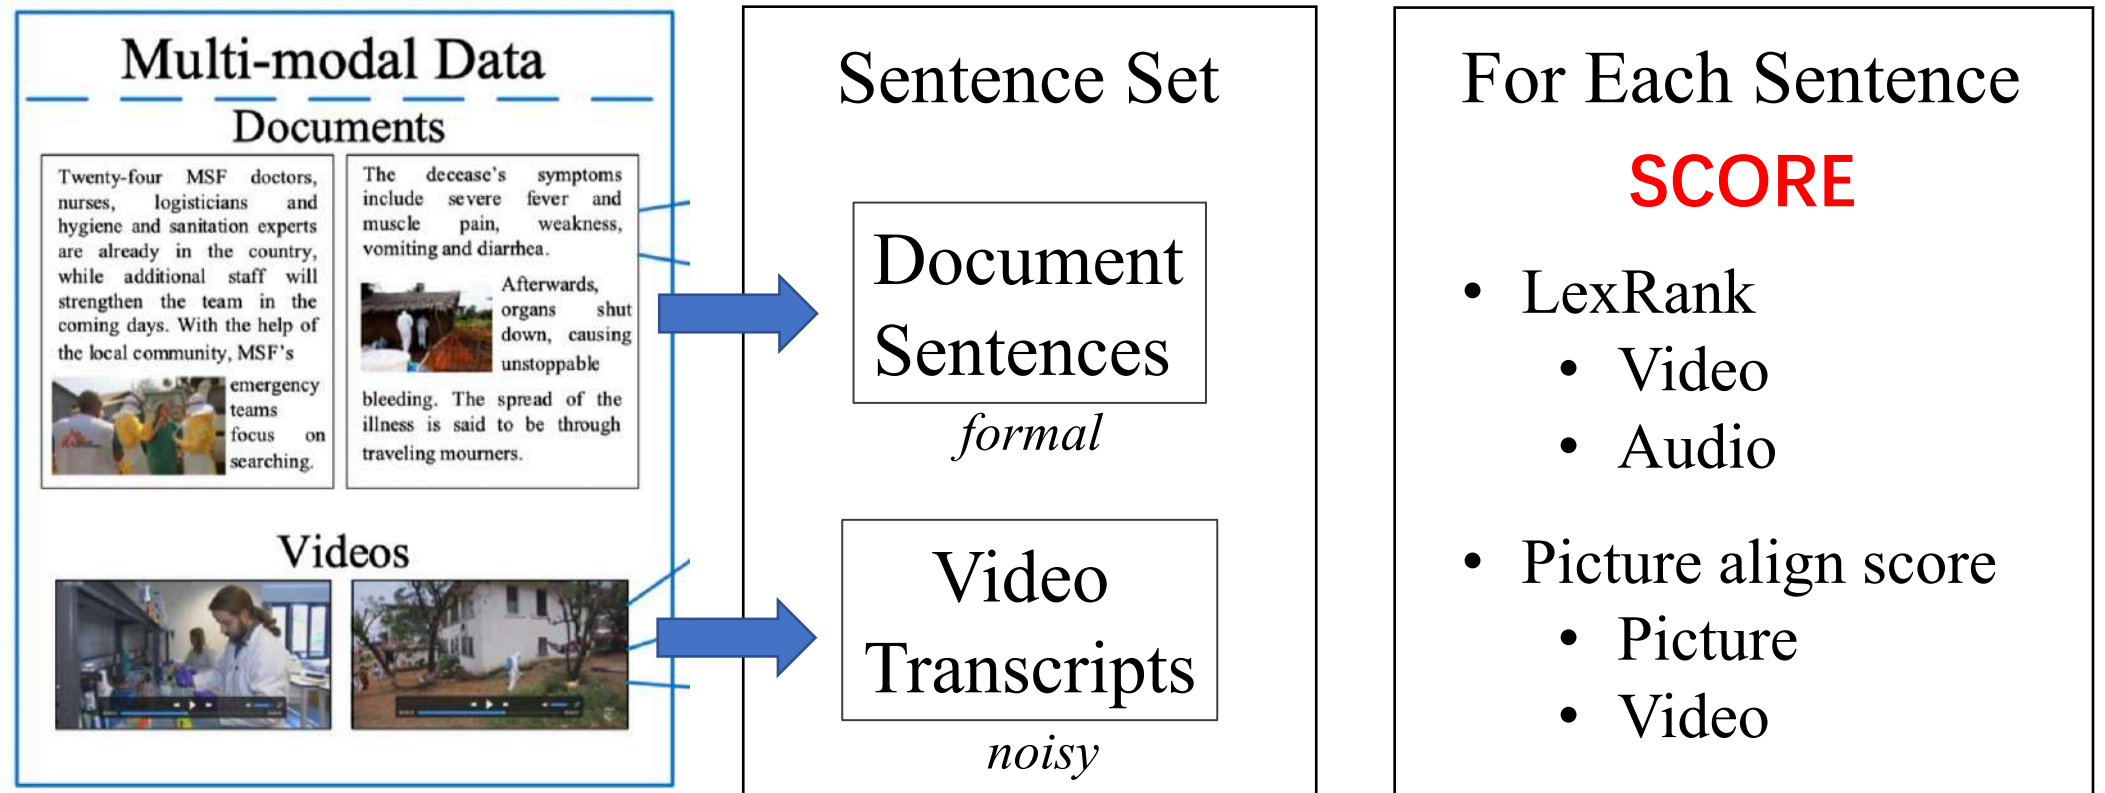 Multi-modal Data
Documents
Twenty-four MSF doctors,
nurses, logisticians and
hygiene and sanitation experts
are already in the country,
while additional staff will
strengthen the team in the
coming days. With the help of
the local community, MSF's
emergency
teams
focus on
searching.
The decease's symptoms
include severe fever and
muscle pain, weakness,
vomiting and diarrhea.
Afterwards,
organs shut
down, causing
unstoppable
bleeding. The spread of the
illness is said to be through
traveling mourners.
Videos
Sentence Set
Document
Sentences
formal
Video
Transcripts
noisy
For Each Sentence
SCORE
• LexRank
• Video
• Audio
• Picture align score
• Picture
• Video